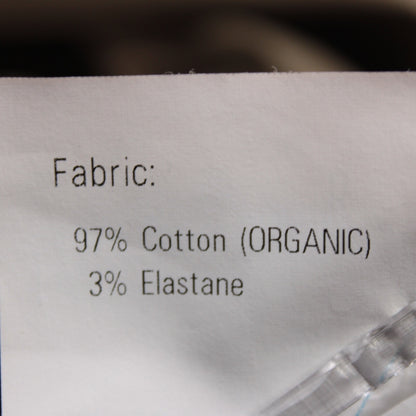 Fabric:
97% Cotton (ORGANIC)
3% Elastane